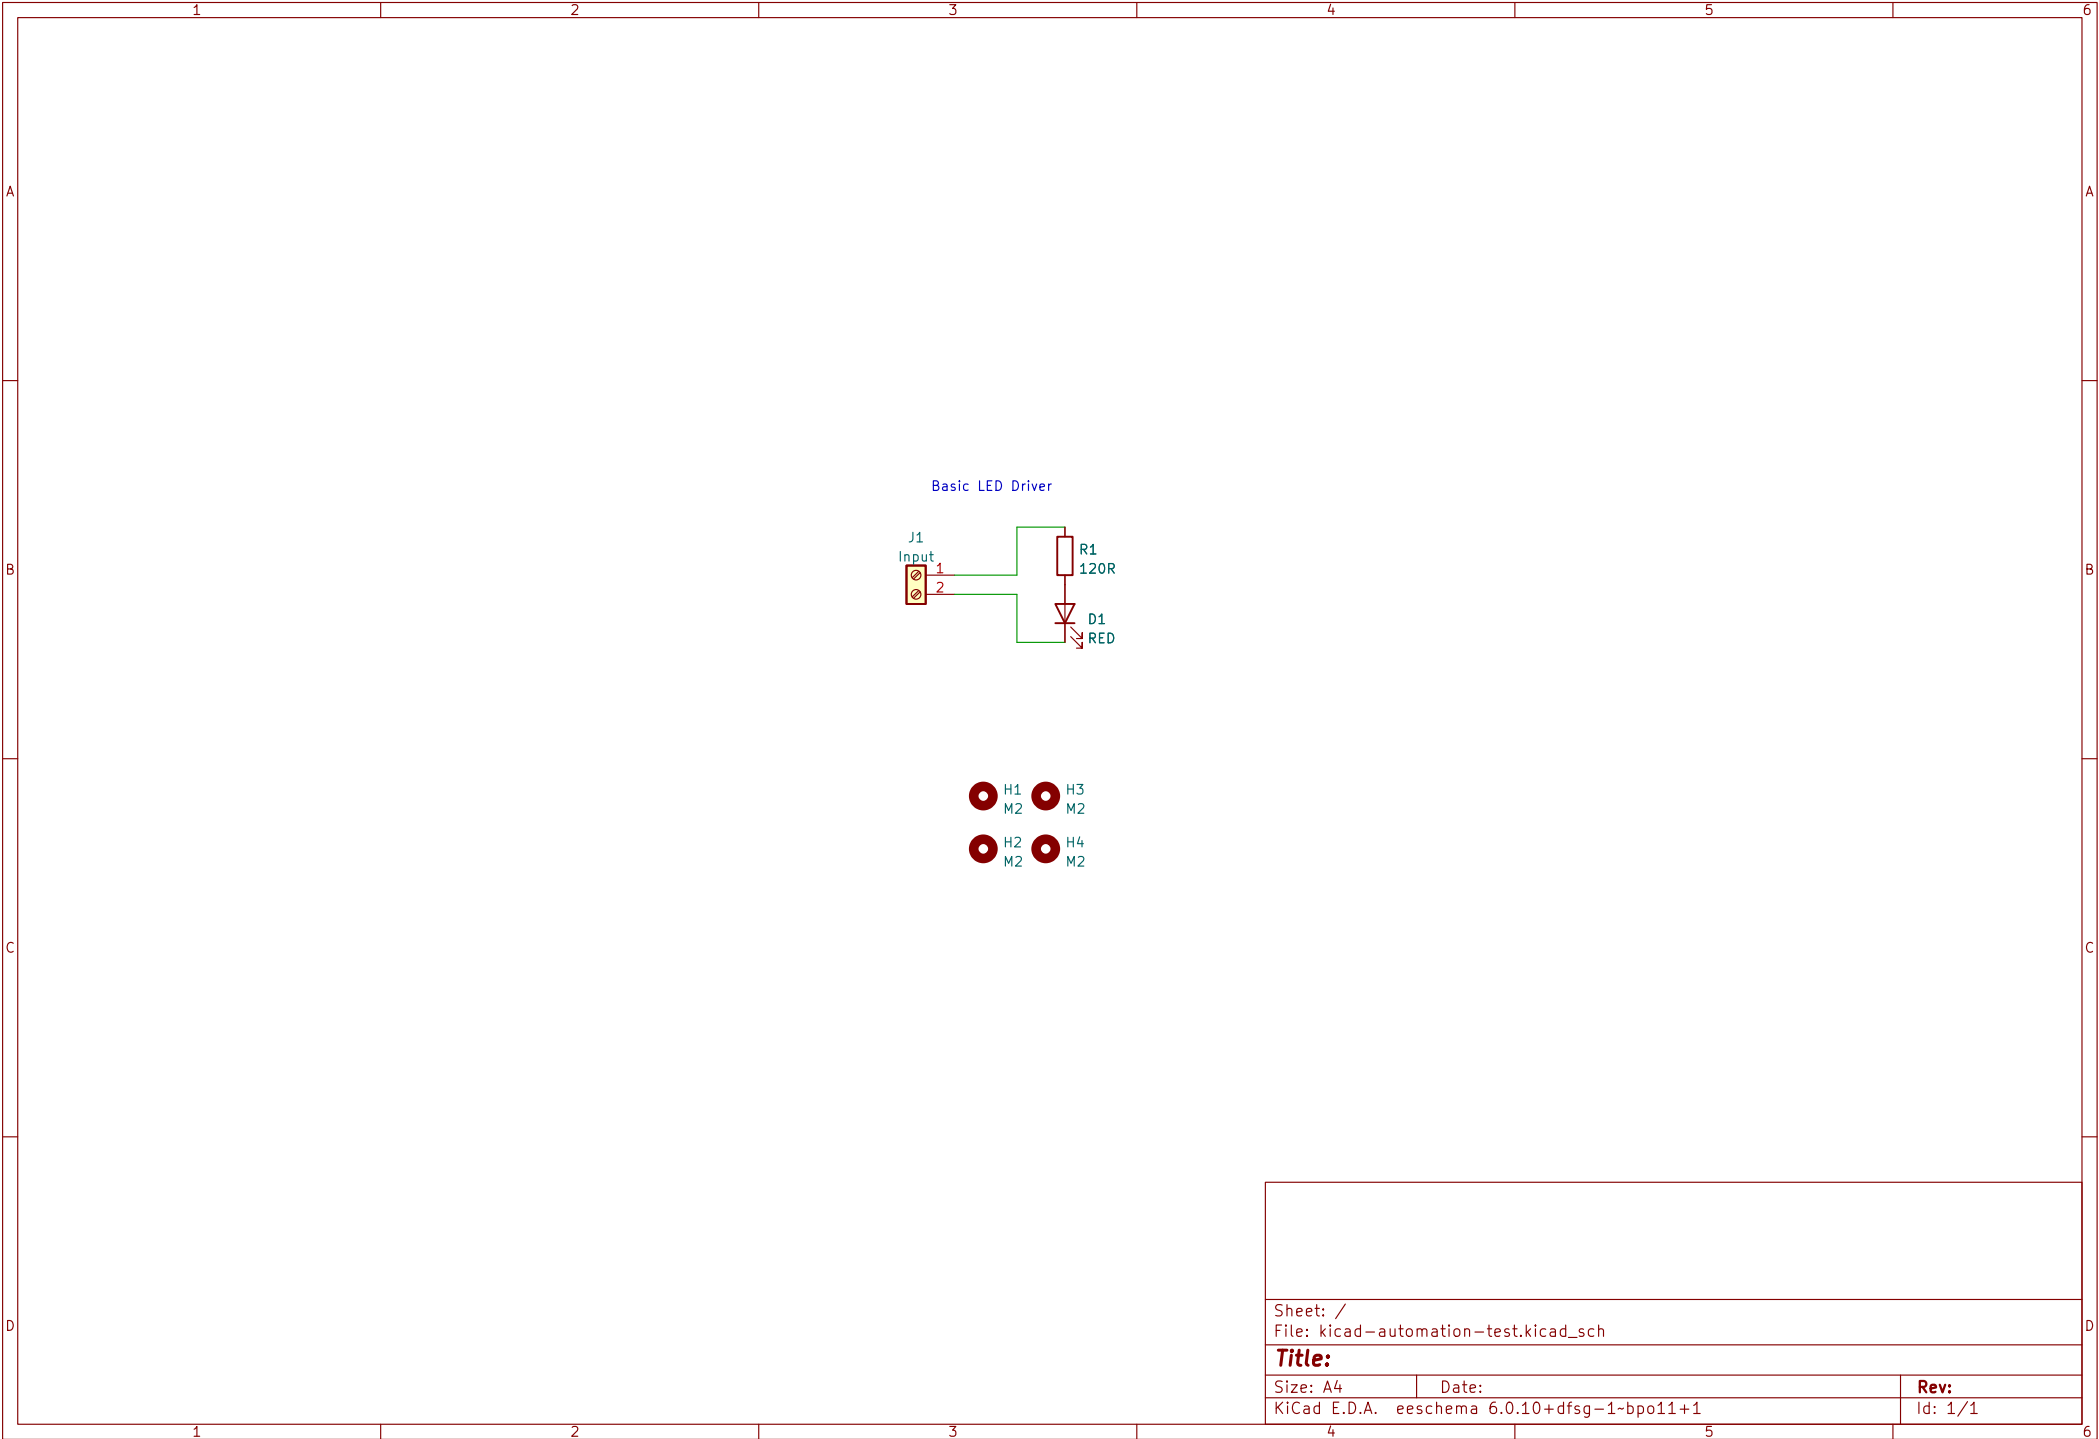 1 2 3 4 5 6
A A
Basic LED Driver
J1
Input
1
2
R1
120R
D1
RED
B B
H1
M2
H3
M2
H2
M2
H4
M2
C C
Sheet: /
File: kicad-automation-test.kicad_sch
Title:
Size: A4 Date: Rev:
KiCad E.D.A. eeschema 6.0.10+dfsg-1~bpo11+1 Id: 1/1
D D
1 2 3 4 5 6